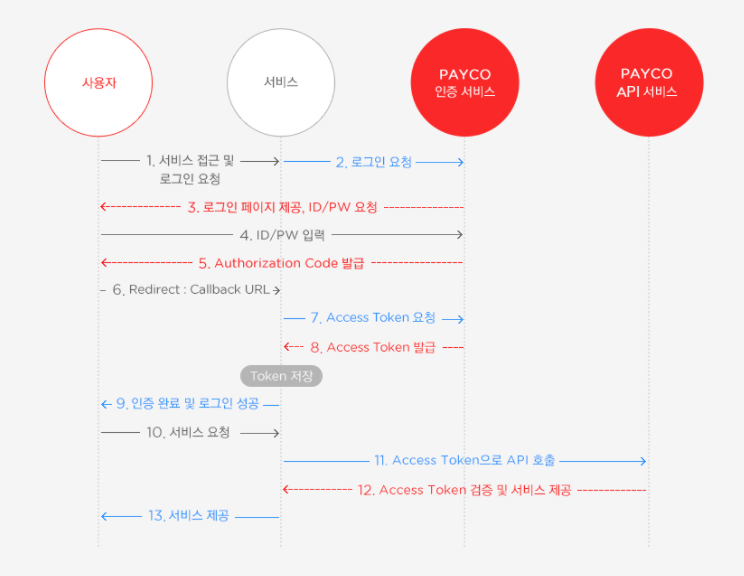 사용자
서비스
PAYCO
인증 서비스
PAYCO
API 서비스
1. 서비스 접근 및
로그인 요청
2. 로그인 요청
3. 로그인 페이지 제공, ID/PW 요청
4. ID/PW 입력
5. Authorization Code 발급
6. Redirect : Callback URL
7. Access Token 요청
8. Access Token 발급
Token 저장
9. 인증 완료 및 로그인 성공
10. 서비스 요청
11. Access Token으로 API 호출
12. Access Token 검증 및 서비스 제공
13. 서비스 제공